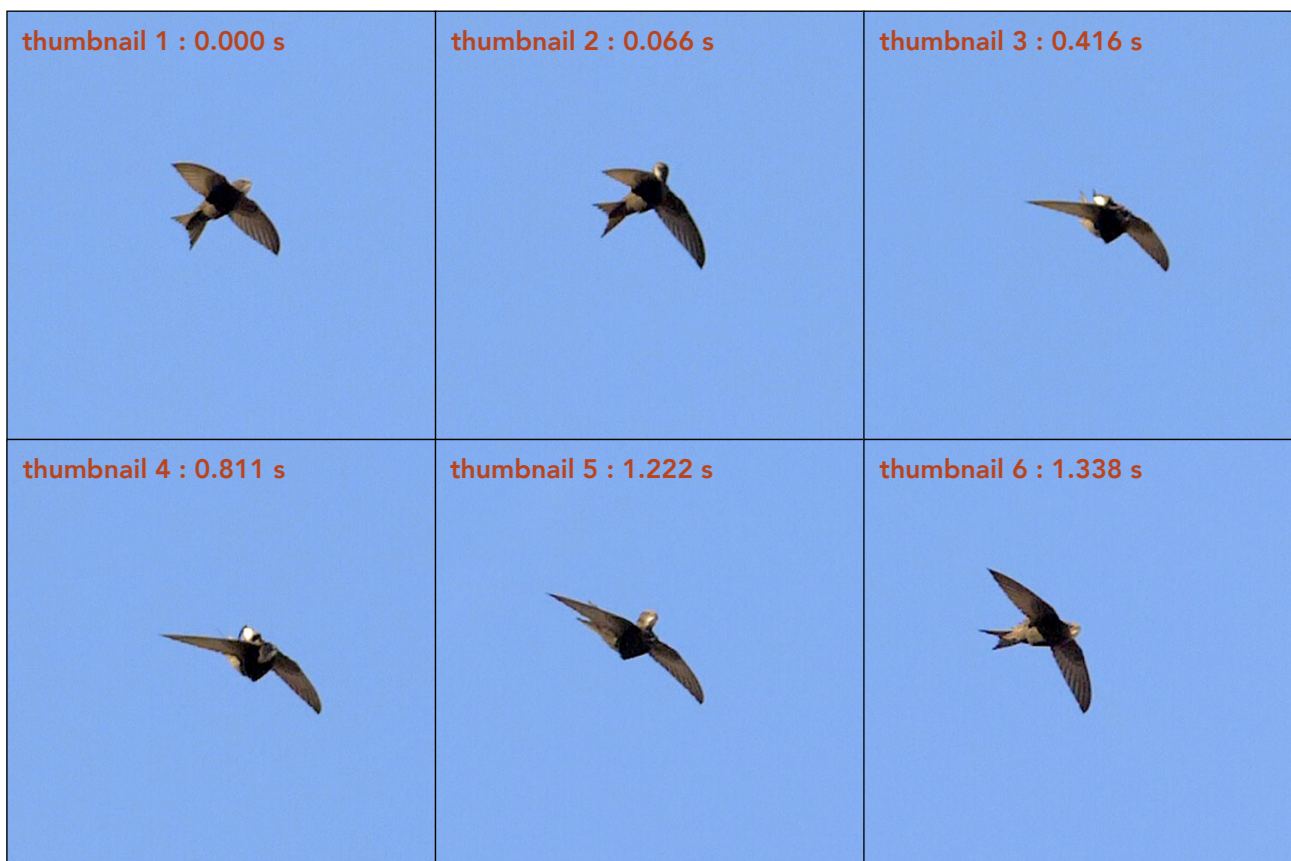 thumbnail 1 : 0.000 s
thumbnail 2 : 0.066 s
thumbnail 3 : 0.416 s
thumbnail 4 : 0.811 s
thumbnail 5 : 1.222 s
thumbnail 6 : 1.338 s